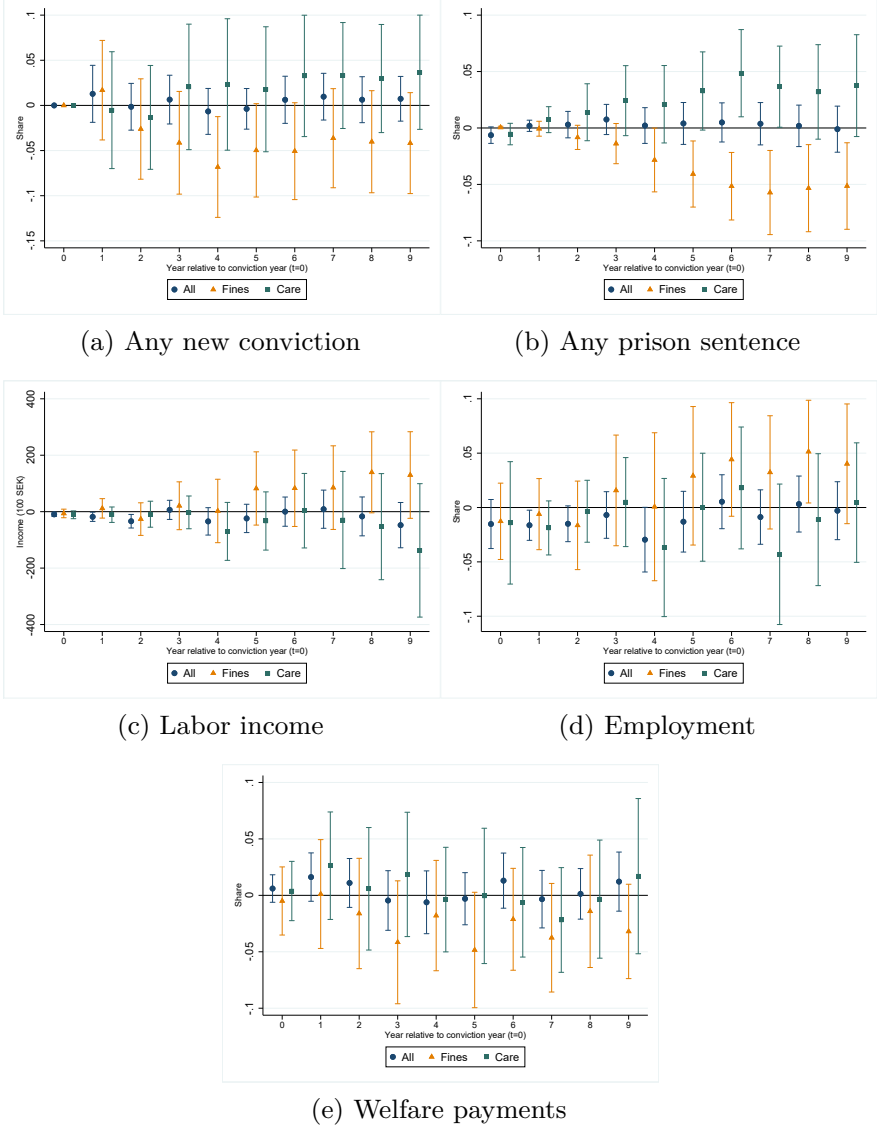 .1
.05
0
-.05
-.1
-.15
Share
0 1 2 3 4 5 6 7 8 9
Year relative to conviction year (t=0)
All Fines Care
(a) Any new conviction
.1
.05
0
-.05
-.1
Share
0 1 2 3 4 5 6 7 8 9
Year relative to conviction year (t=0)
All Fines Care
(b) Any prison sentence
400
200
0
-200
-400
Income (100 SEK)
0 1 2 3 4 5 6 7 8 9
Year relative to conviction year (t=0)
All Fines Care
(c) Labor income
.1
.05
0
-.05
-.1
Share
0 1 2 3 4 5 6 7 8 9
Year relative to conviction year (t=0)
All Fines Care
(d) Employment
.1
.05
0
-.05
-.1
Share
0 1 2 3 4 5 6 7 8 9
Year relative to conviction year (t=0)
All Fines Care
(e) Welfare payments